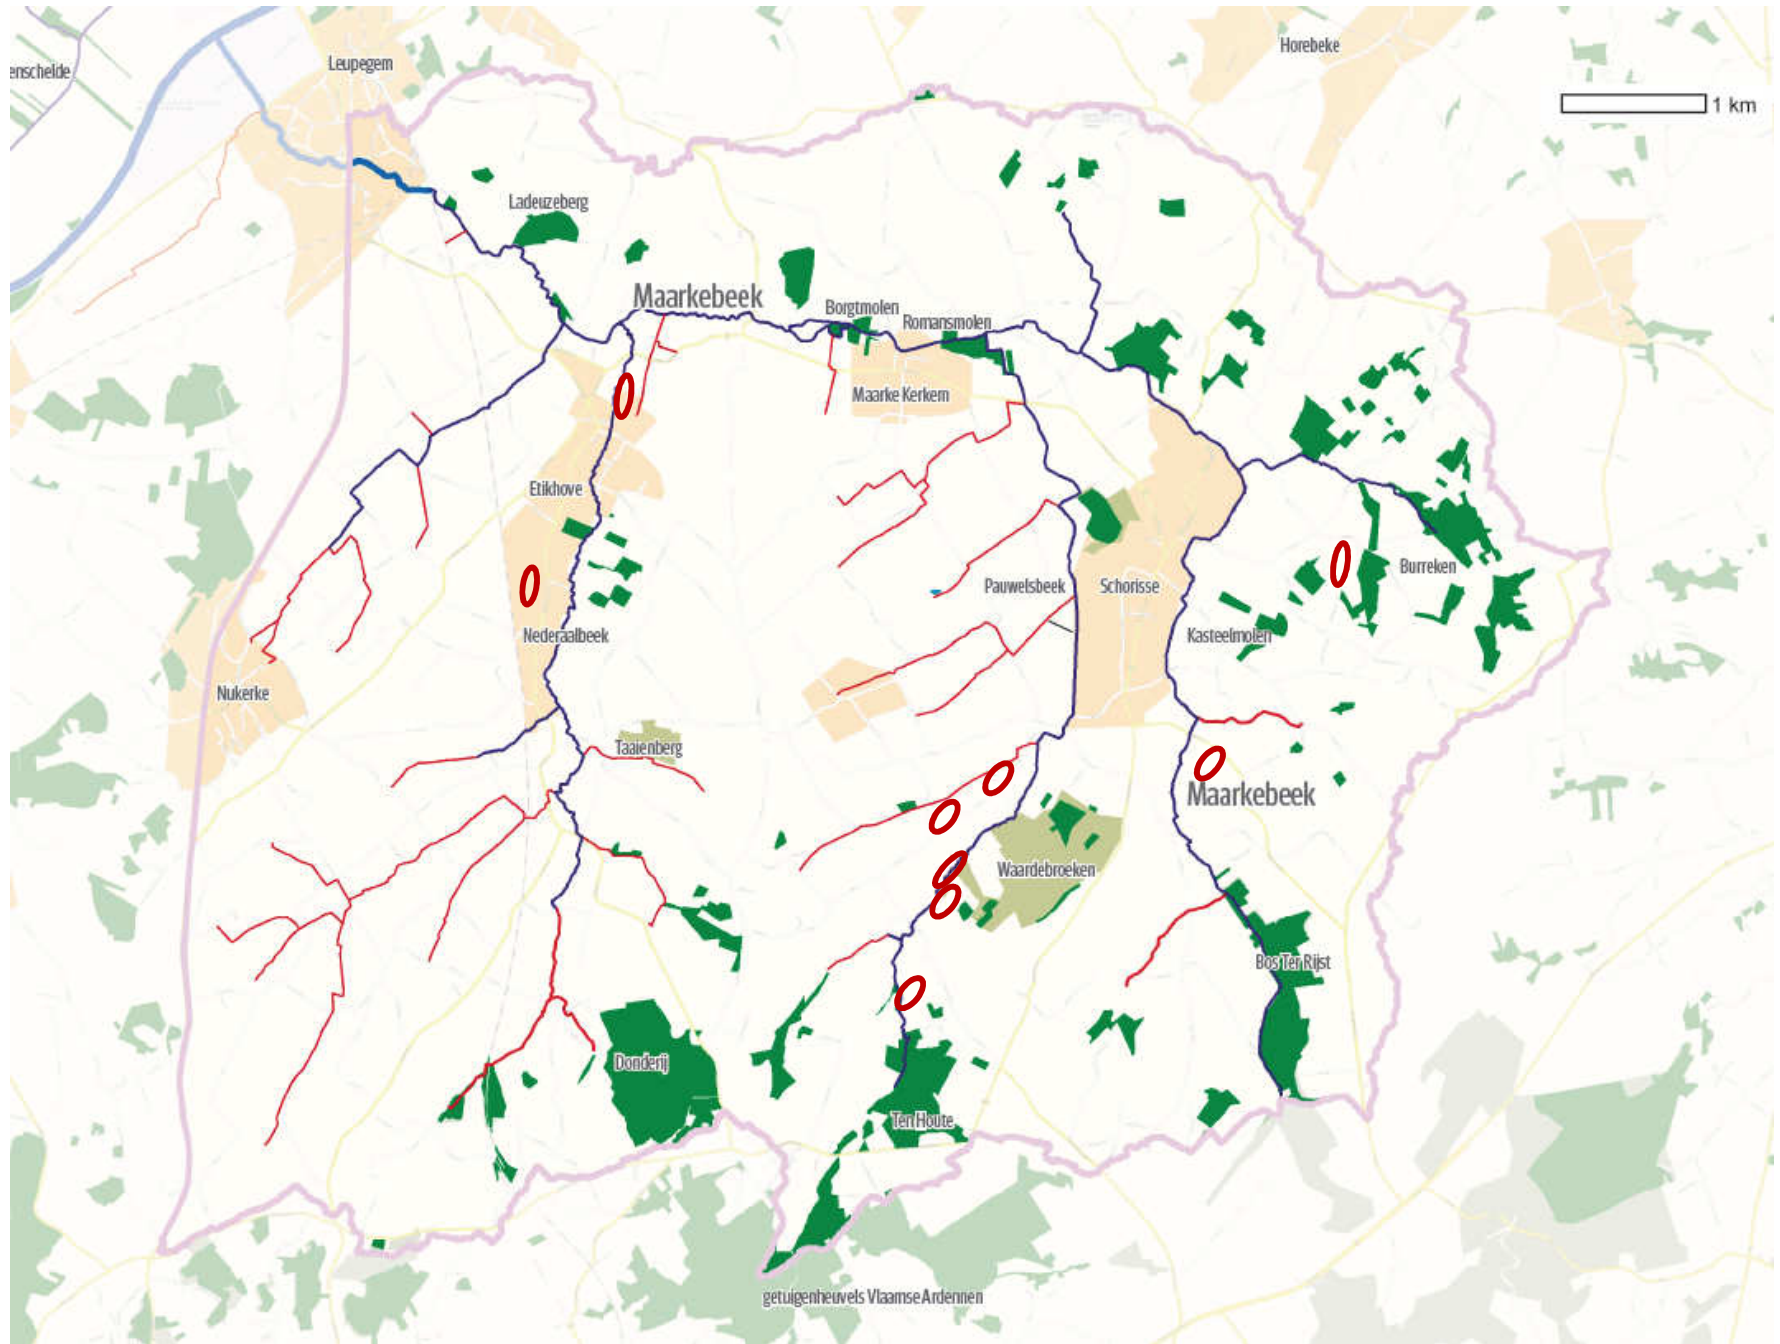 Leupegem
Horebeke
enschelde
1 km
Ladeuzeberg
Maarkebeek
Borgtmolen
Romansmolen
Maarke Kerkem
Etikhove
Pauwelsbeek
Schorisse
Burreken
Nederaalbeek
Kasteelmolen
Nukerke
Taaienberg
Maarkebeek
Waardebroeken
Bos Ter Rijst
Donderij
Ten Houte
getuigenheuvels Vlaamse Ardennen